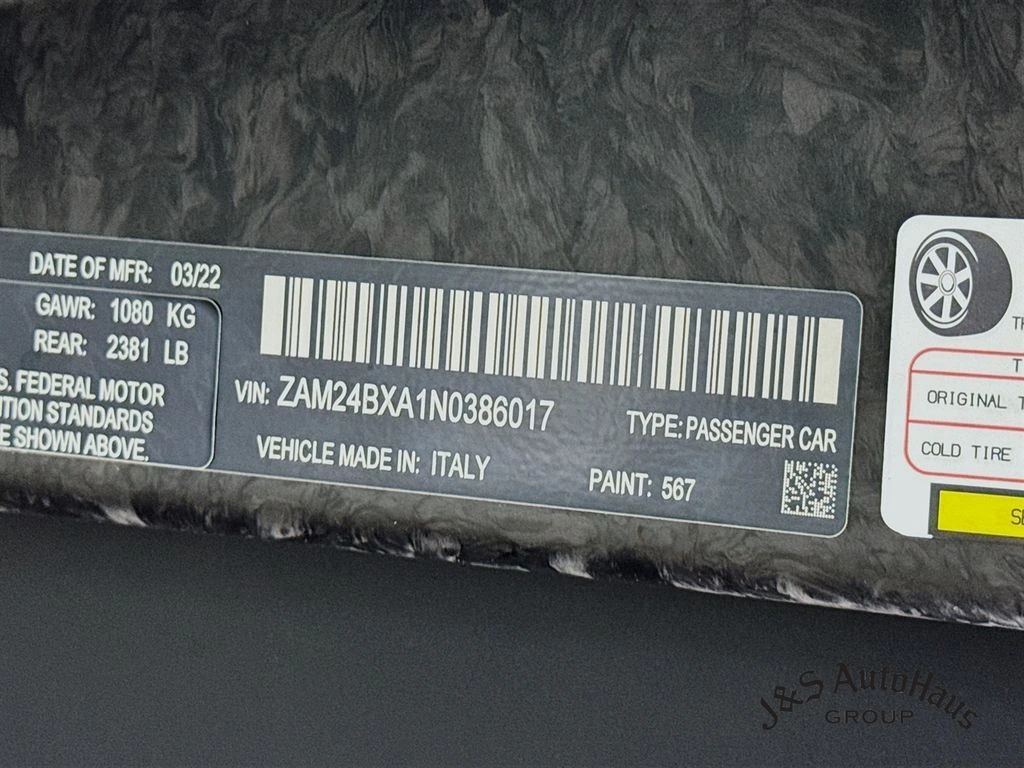 DATE OF MFR: 03/22
GAWR: 1080 KG
REAR: 2381 LB
S. FEDERAL MOTOR
TION STANDARDS
E SHOWN ABOVE.
VIN: ZAM24BXA1N0386017
TYPE: PASSENGER CAR
VEHICLE MADE IN: ITALY
PAINT: 567
ORIGINAL T
COLD TIRE
J&S AutoHaus
GROUP